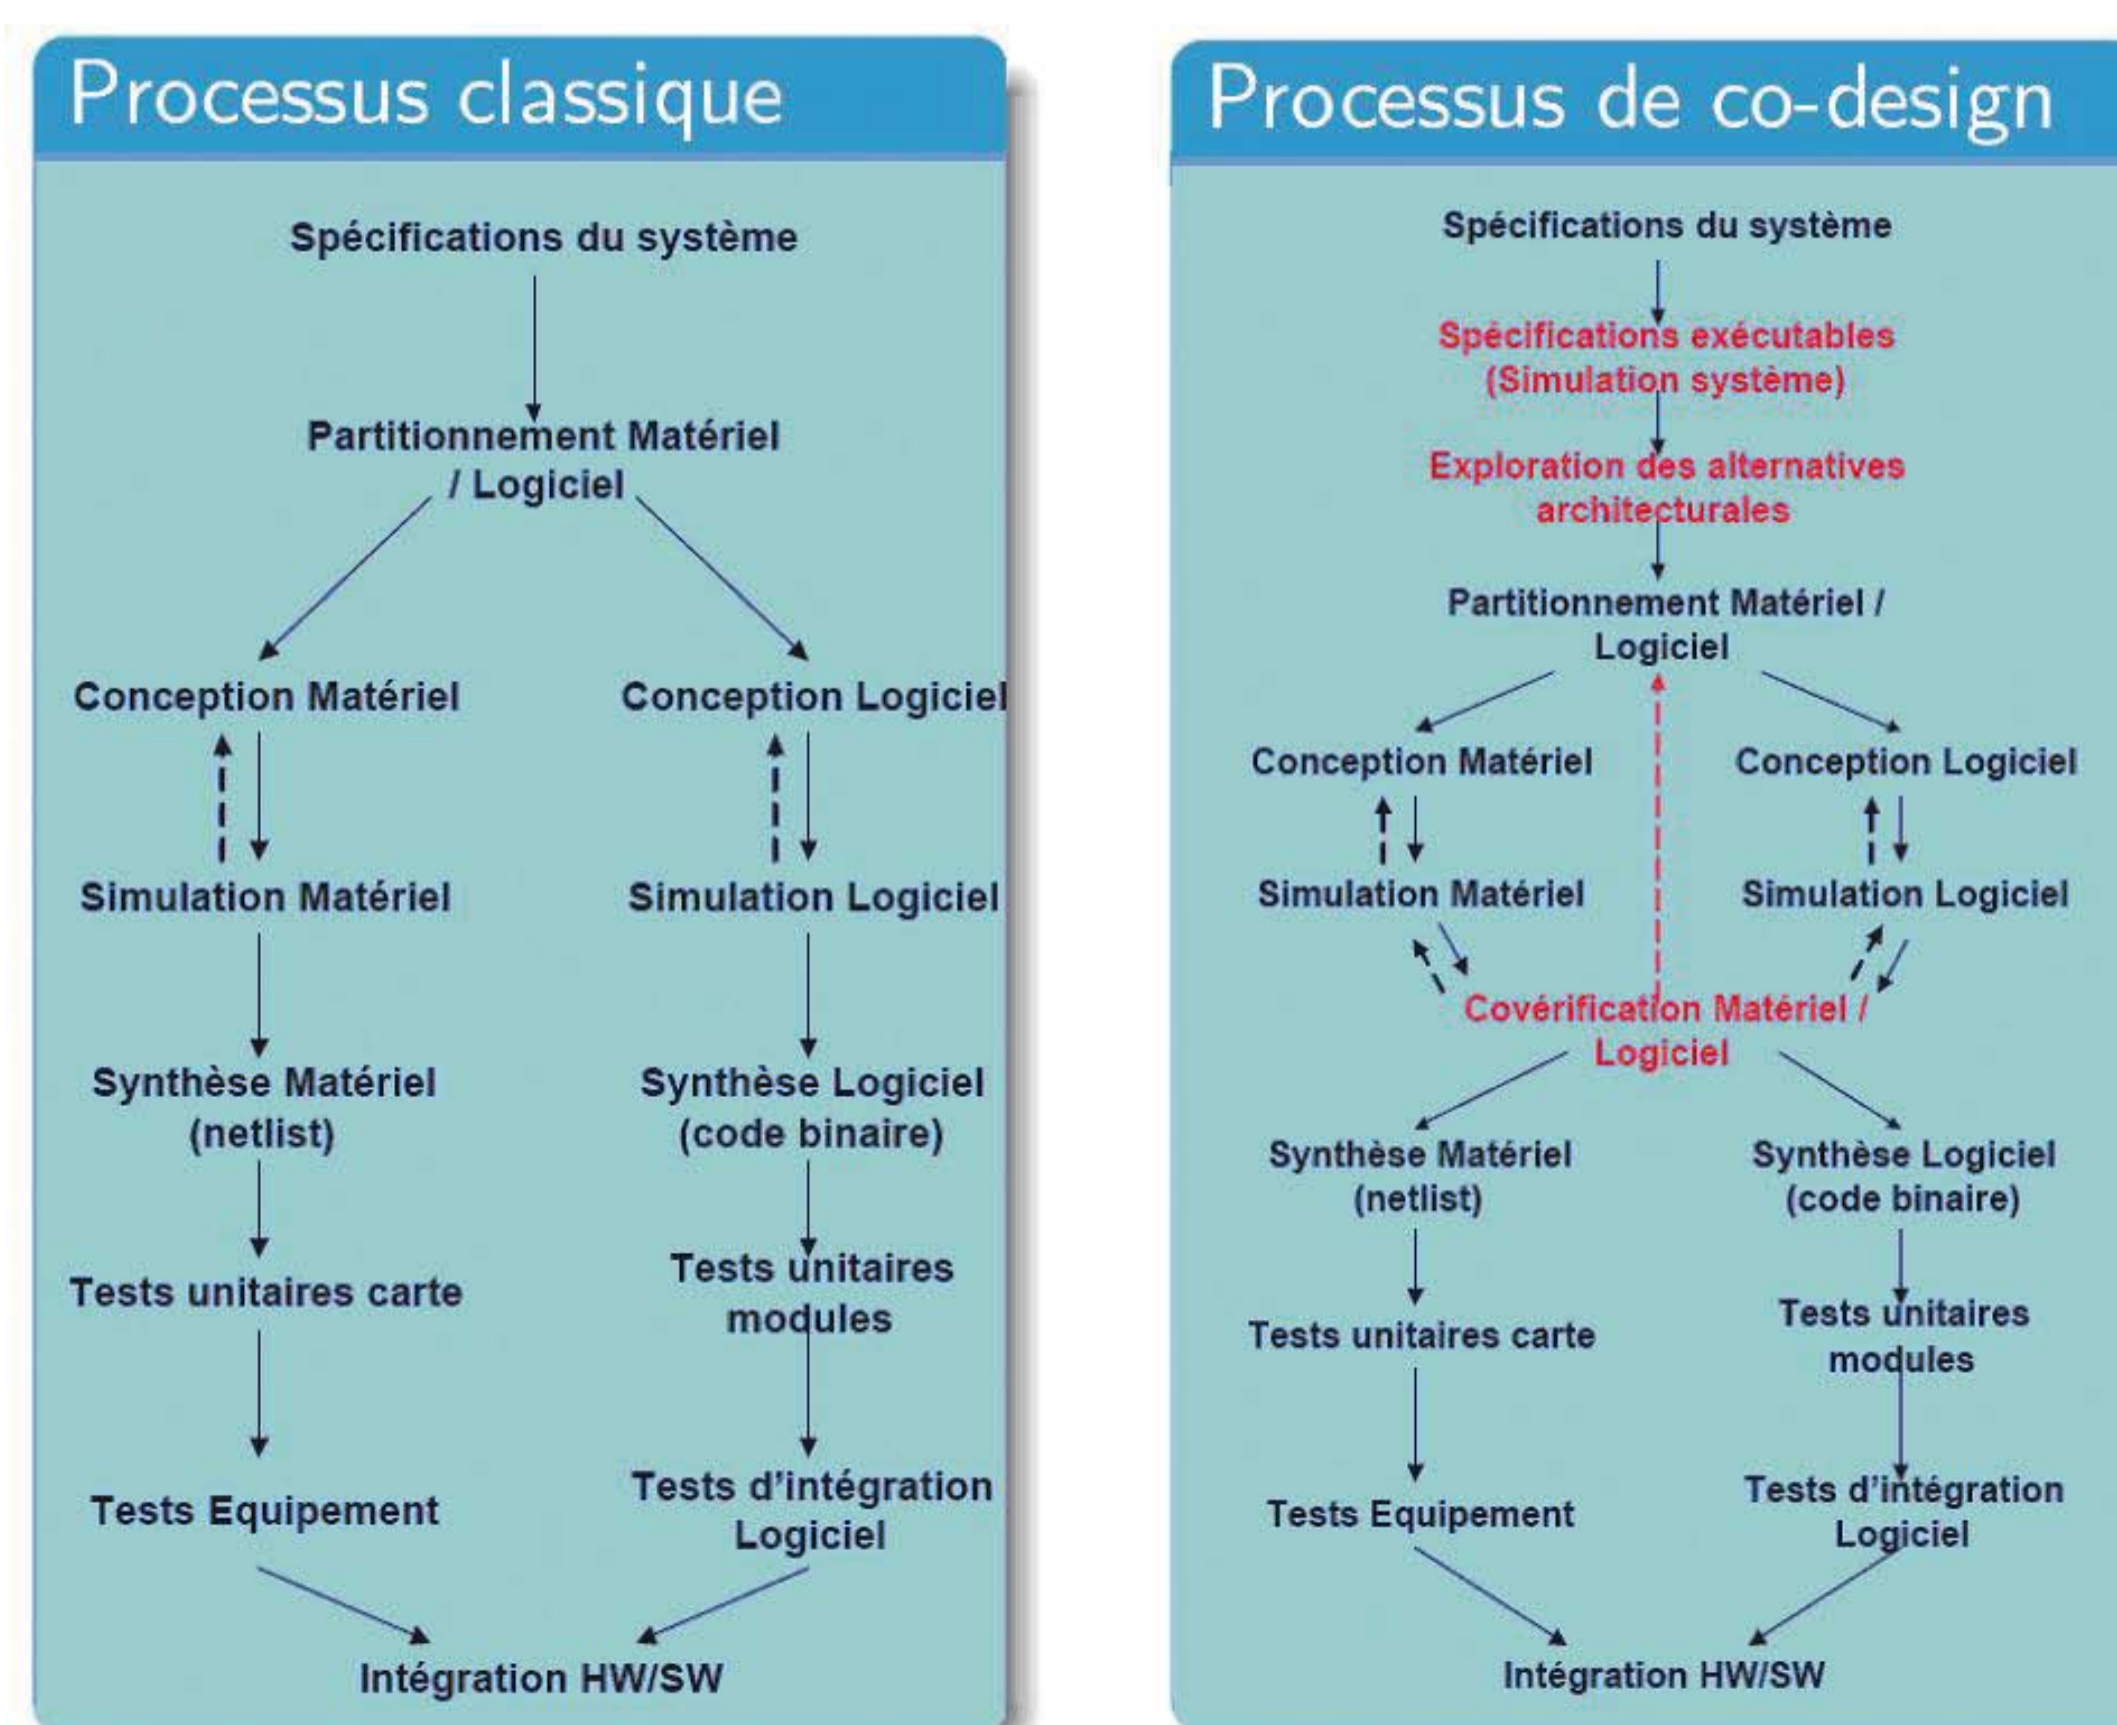 Processus classique
Spécifications du système
Partitionnement Matériel
/ Logiciel
Conception Matériel
Conception Logiciel
Simulation Matériel
Simulation Logiciel
Synthèse Matériel
(netlist)
Synthèse Logiciel
(code binaire)
Tests unitaires carte
Tests unitaires
modules
Tests Equipement
Tests d'intégration
Logiciel
Intégration HW/SW
Processus de co-design
Spécifications du système
Spécifications exécutables
(Simulation système)
Exploration des alternatives
architecturales
Partitionnement Matériel /
Logiciel
Conception Matériel
Conception Logiciel
Simulation Matériel
Simulation Logiciel
Covérification Matériel /
Logiciel
Synthèse Matériel
(netlist)
Synthèse Logiciel
(code binaire)
Tests unitaires carte
Tests unitaires
modules
Tests Equipement
Tests d'intégration
Logiciel
Intégration HW/SW